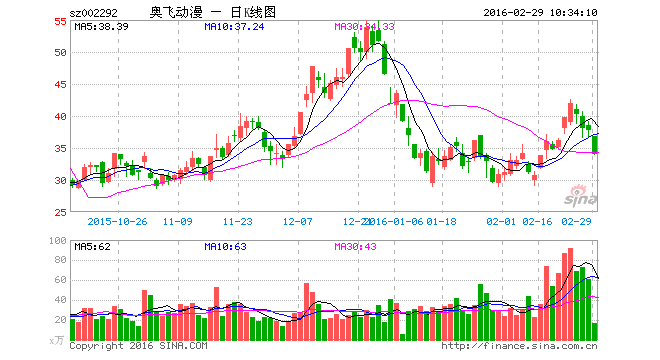 sz002292 奥飞动漫 一 日K线图 2016-02-29 10:34:10
MA5:38.39 MA10:37.24 MA30:34.33
55
50
45
40
35
30
25
2015-10-26 11-09 11-23 12-07 12-21 2016-01-06 01-18 02-01 02-16 02-29
sina
MA5:62 MA10:63 MA30:43
100
80
60
40
20
x万
Copyright 2016 SINA.COM http://finance.sina.com.cn